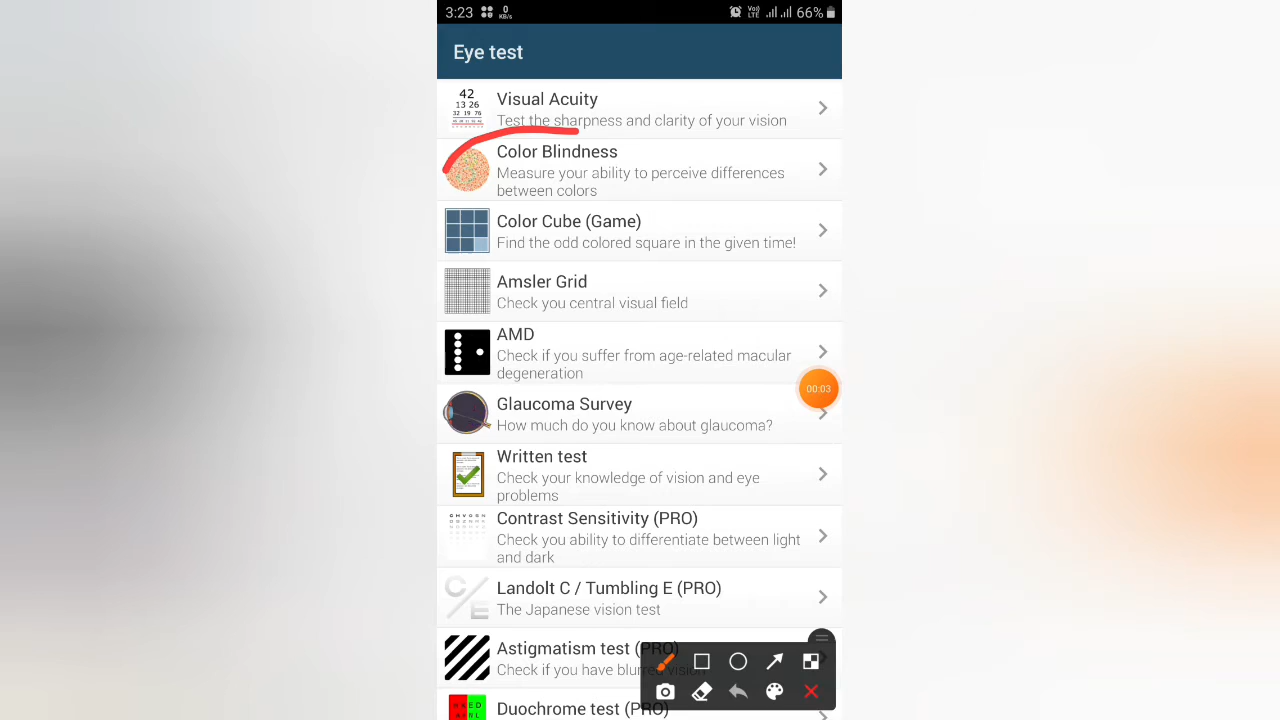 3:23 0 KB/s Vo) LTE 66%
Eye test
42
13 26
32 19 76
Visual Acuity
Test the sharpness and clarity of your vision
Color Blindness
Measure your ability to perceive differences
between colors
Color Cube (Game)
Find the odd colored square in the given time!
Amsler Grid
Check you central visual field
AMD
Check if you suffer from age-related macular
degeneration
00:03
Glaucoma Survey
How much do you know about glaucoma?
Written test
Check your knowledge of vision and eye
problems
Contrast Sensitivity (PRO)
Check you ability to differentiate between light
and dark
C/E
Landolt C / Tumbling E (PRO)
The Japanese vision test
Astigmatism test (PRO)
Check if you have blurred vision
Duochrome test (PRO)